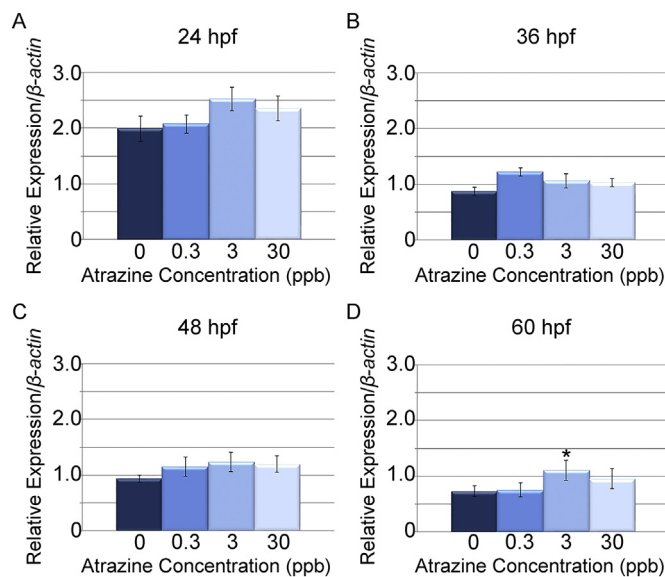 A
24 hpf
Relative Expression/β-actin
3.0
2.0
1.0
0
0 0.3 3 30
Atrazine Concentration (ppb)
B
36 hpf
Relative Expression/β-actin
3.0
2.0
1.0
0
0 0.3 3 30
Atrazine Concentration (ppb)
C
48 hpf
Relative Expression/β-actin
3.0
2.0
1.0
0
0 0.3 3 30
Atrazine Concentration (ppb)
D
60 hpf
Relative Expression/β-actin
3.0
2.0
1.0
0
*
0 0.3 3 30
Atrazine Concentration (ppb)